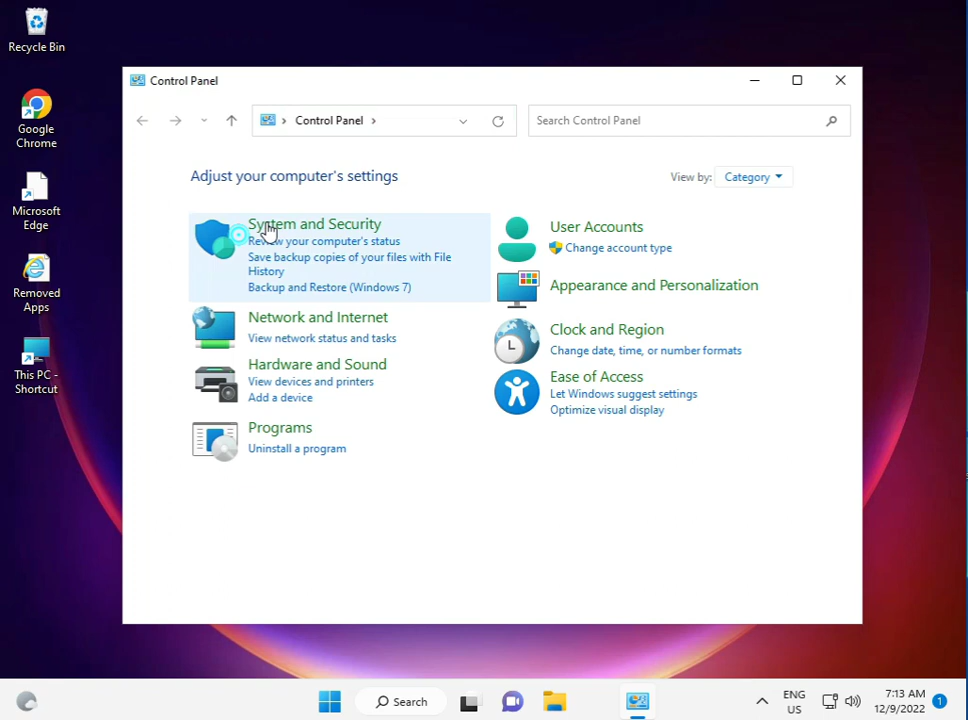 Recycle Bin
Google
Chrome
Microsoft
Edge
Removed
Apps
This PC -
Shortcut
Control Panel
Control Panel
Search Control Panel
Adjust your computer's settings
View by:
Category
System and Security
Review your computer's status
Save backup copies of your files with File
History
Backup and Restore (Windows 7)
Network and Internet
View network status and tasks
Hardware and Sound
View devices and printers
Add a device
Programs
Uninstall a program
User Accounts
Change account type
Appearance and Personalization
Clock and Region
Change date, time, or number formats
Ease of Access
Let Windows suggest settings
Optimize visual display
Search
ENG
US
7:13 AM
12/9/2022
1